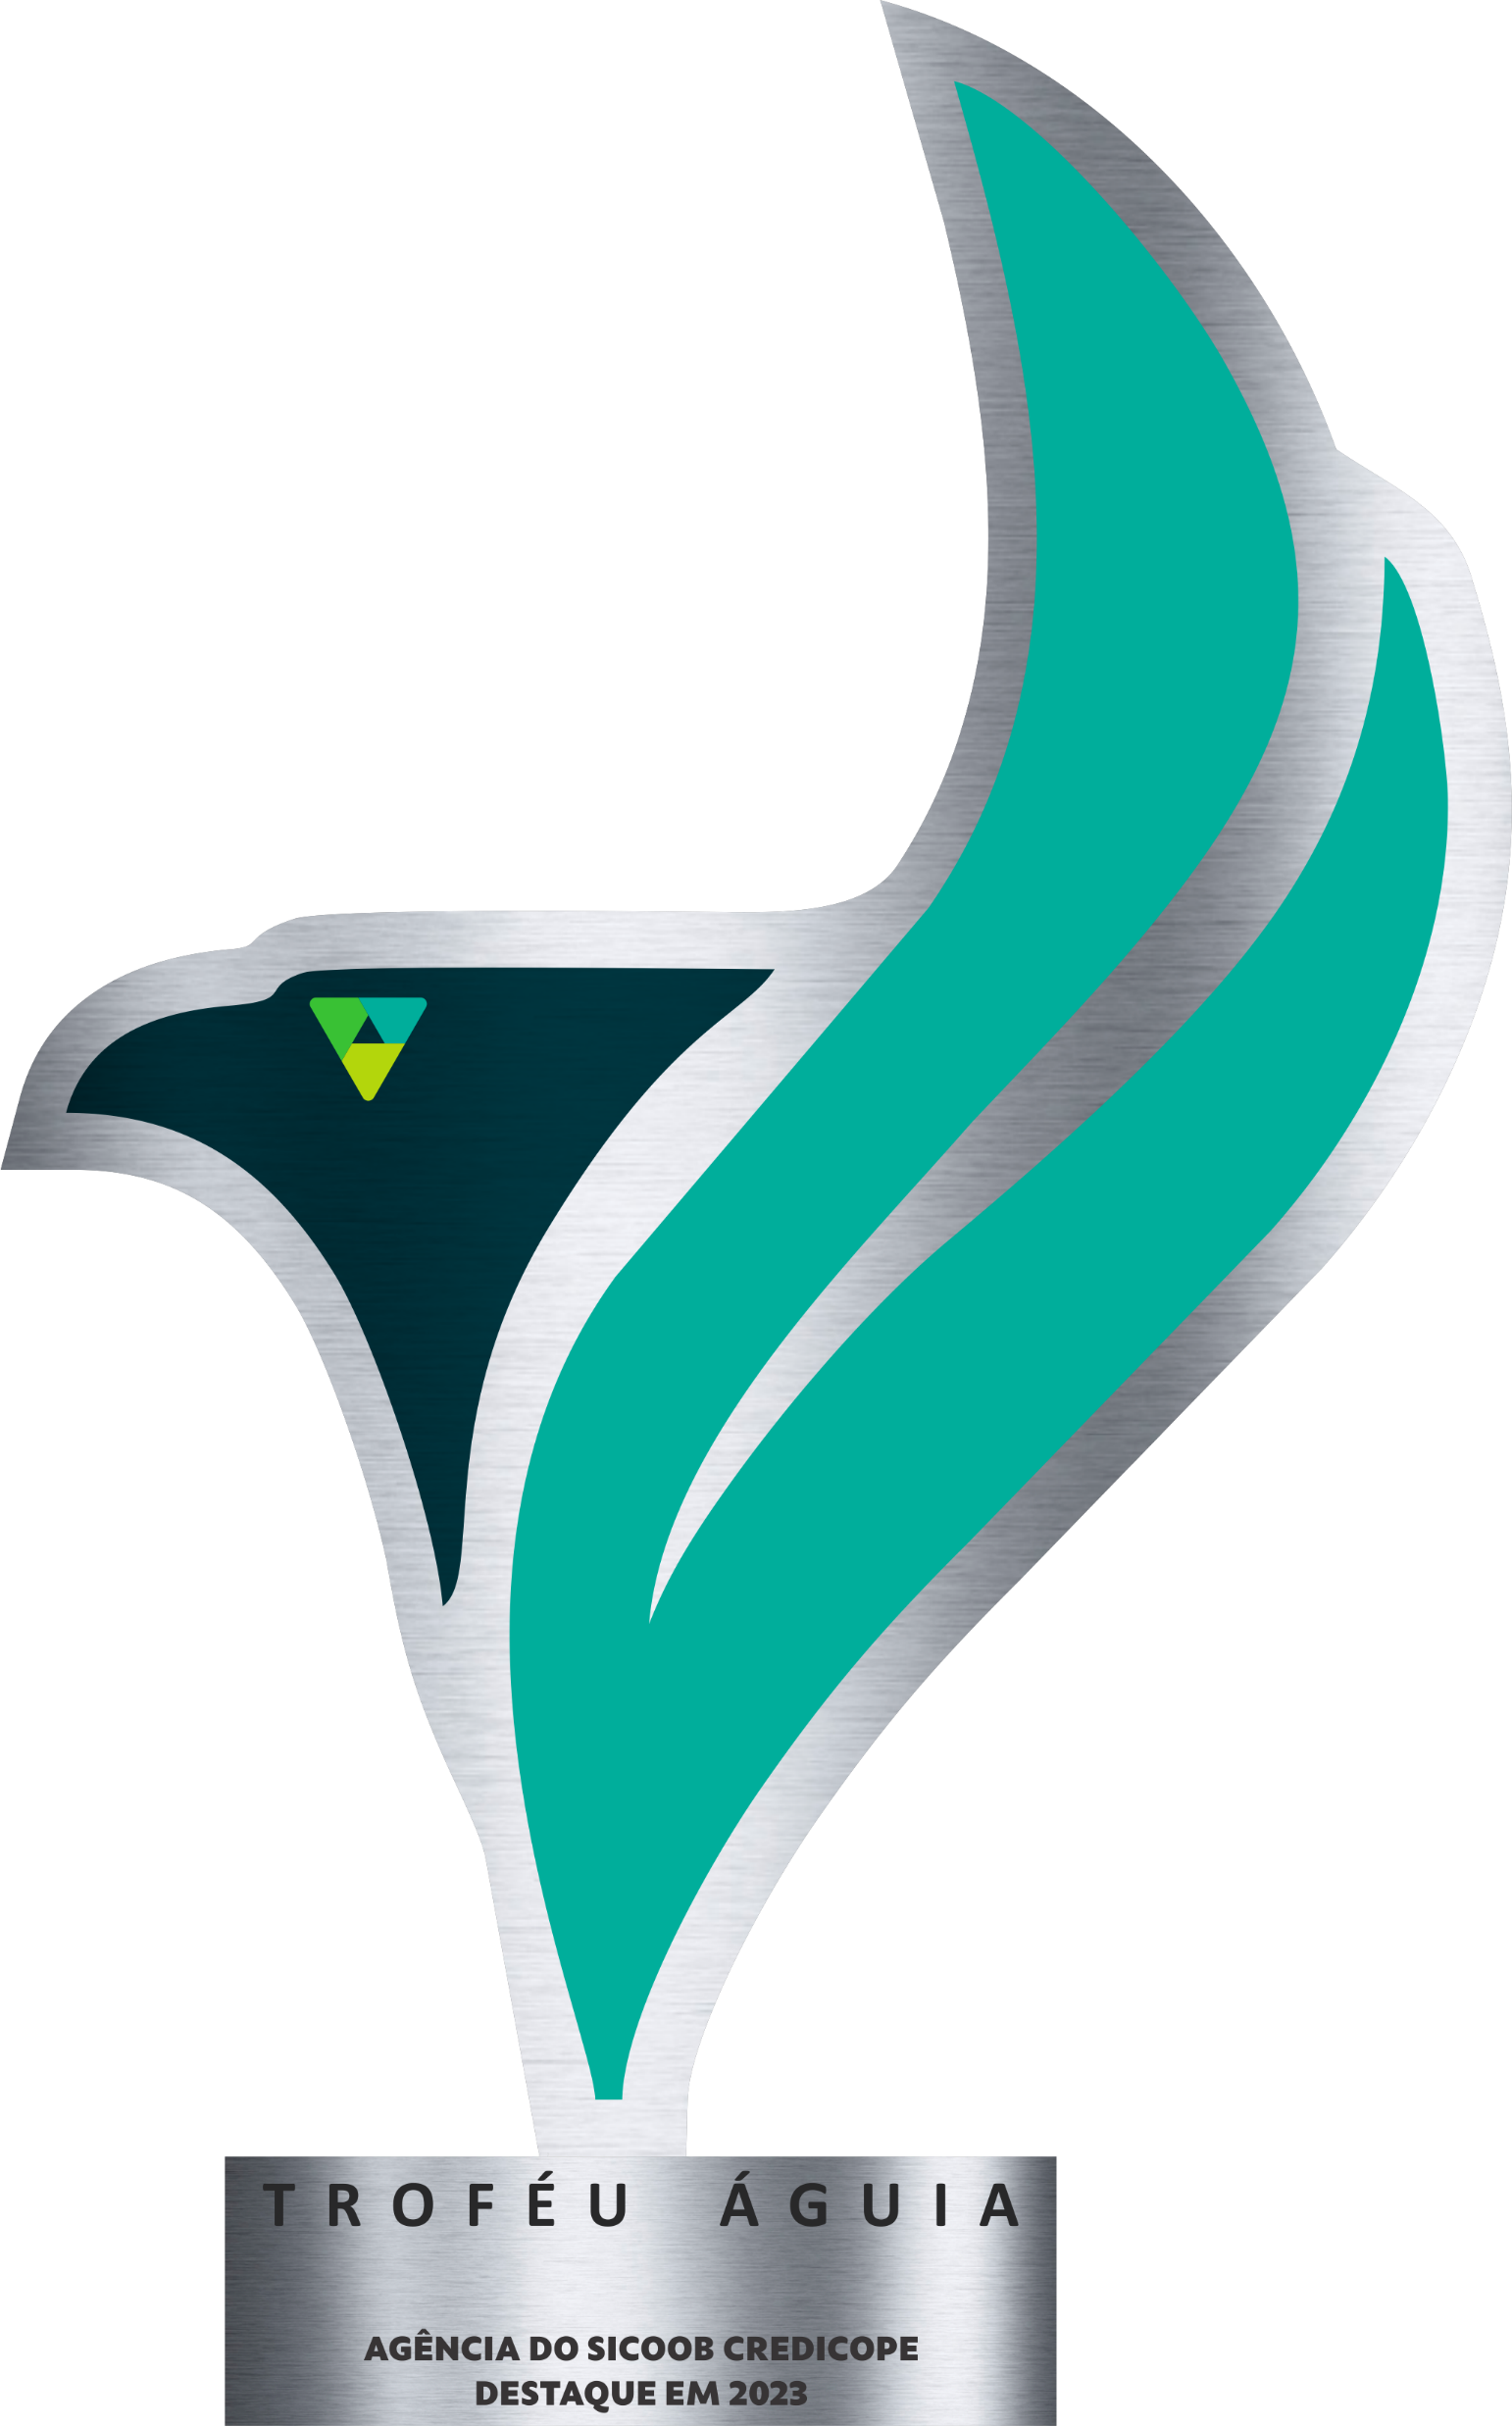 TROFÉU ÁGUIA
AGÊNCIA DO SICOOB CREDICOPE
DESTAQUE EM 2023